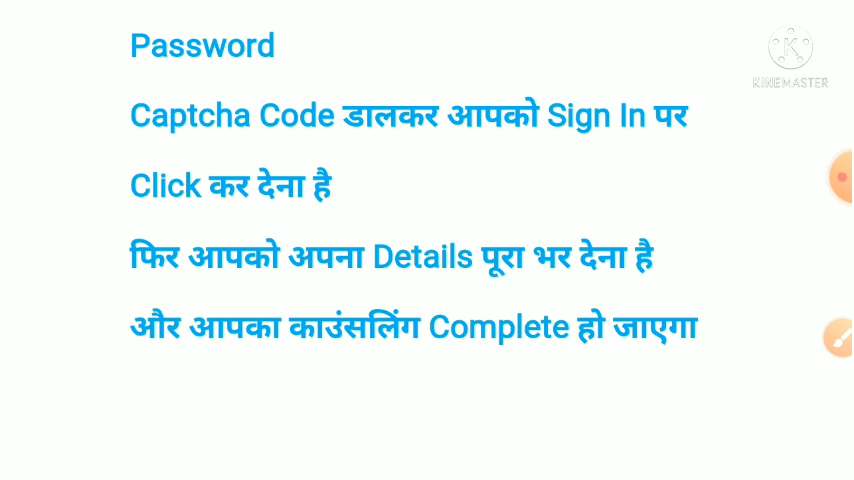 Password
KINEMASTER
Captcha Code डालकर आपको Sign In पर
Click कर देना है
फिर आपको अपना Details पूरा भर देना है
और आपका काउंसलिंग Complete हो जाएगा